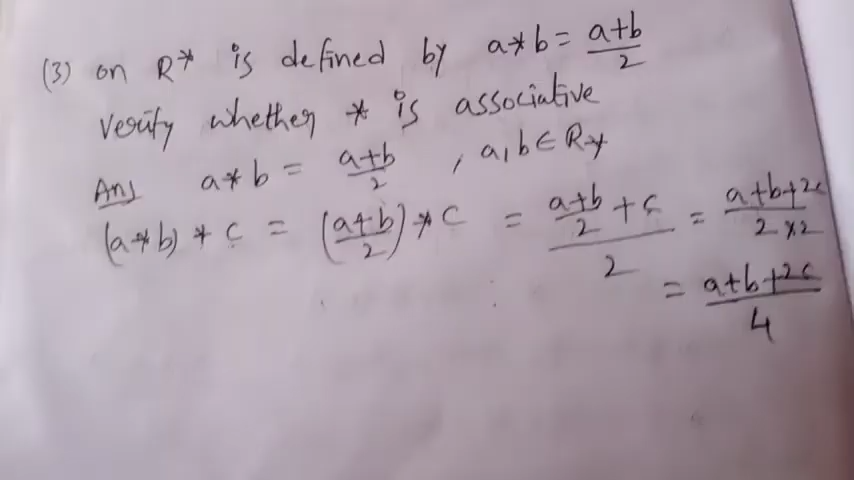 (3) on R* is defined by a*b = a+b/2
Verify whether * is associative
Ans a*b = a+b/2 , a,b ∈ R*
(a*b)*c = (a+b/2)*c = (a+b/2 + c)/2 = a+b+2c/2×2
= a+b+2c/4